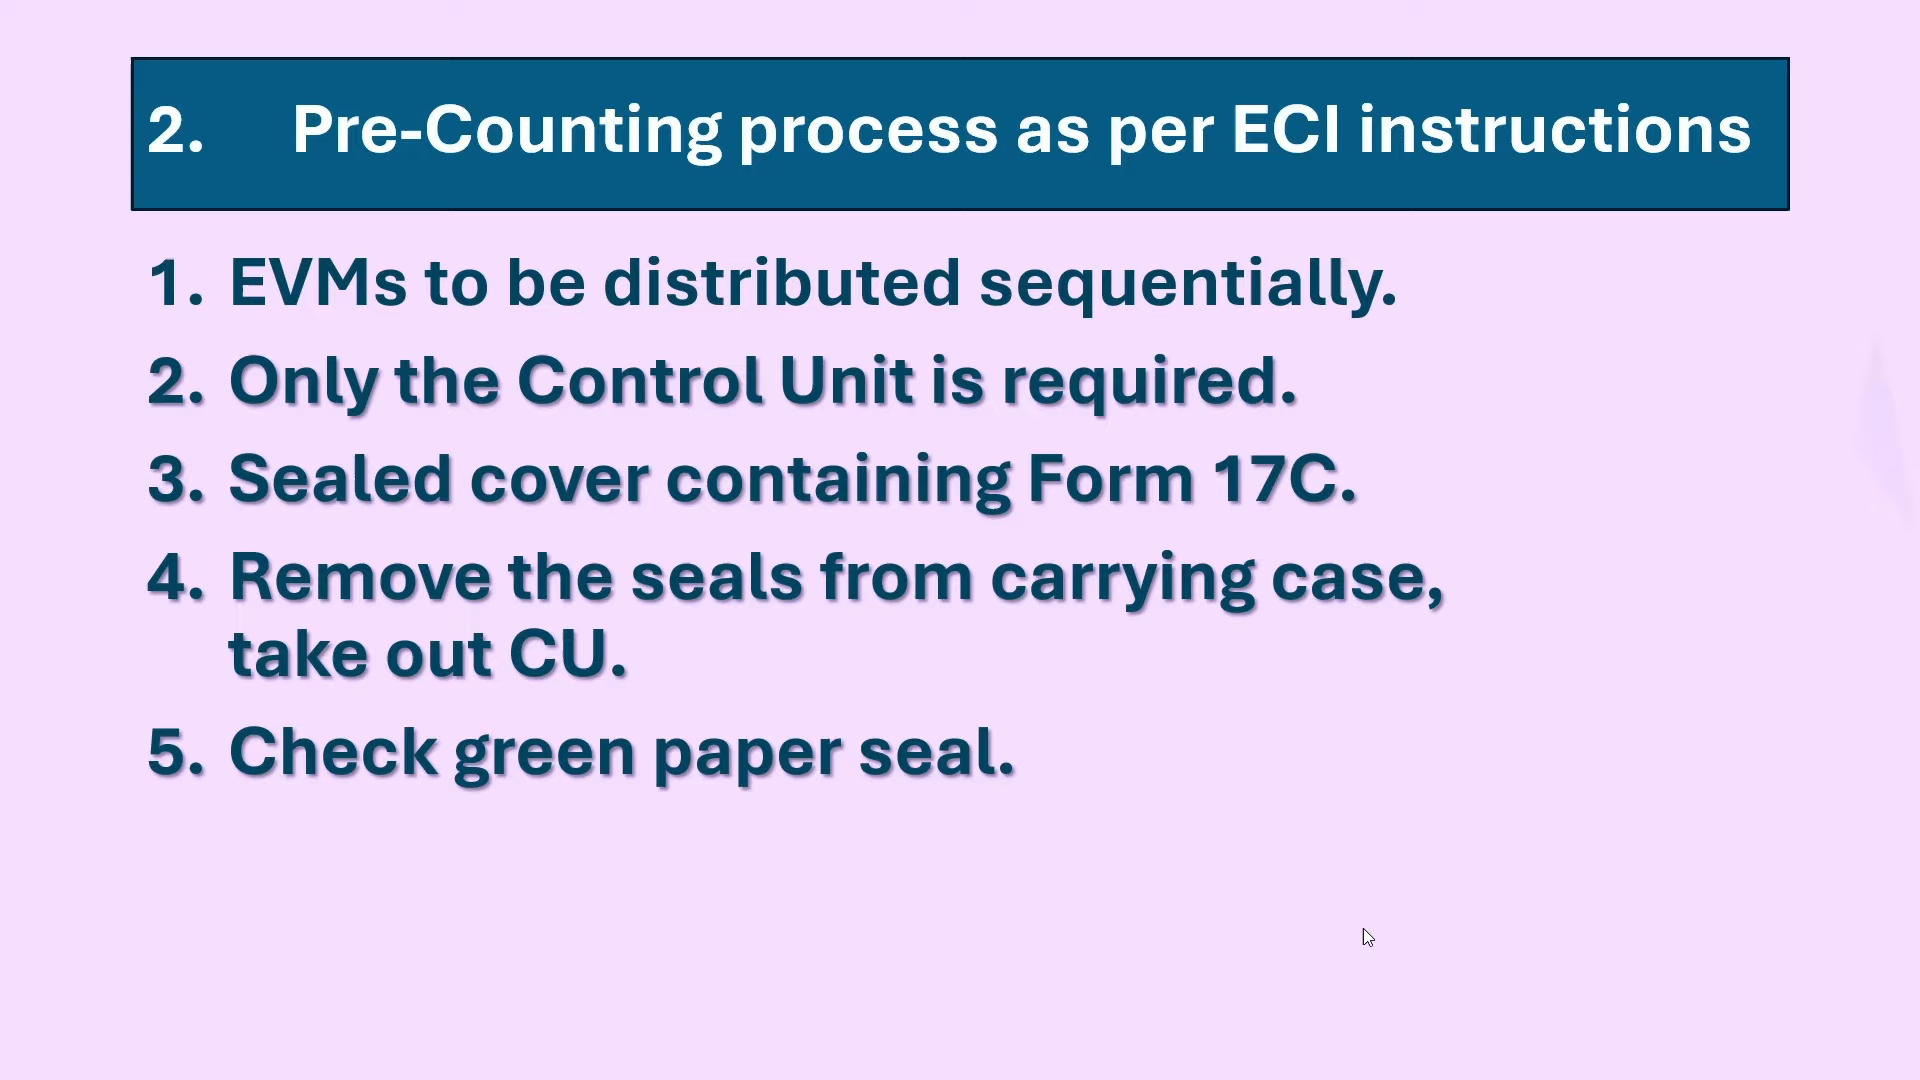 2. Pre-Counting process as per ECI instructions
1. EVMs to be distributed sequentially.
2. Only the Control Unit is required.
3. Sealed cover containing Form 17C.
4. Remove the seals from carrying case,
take out CU.
5. Check green paper seal.